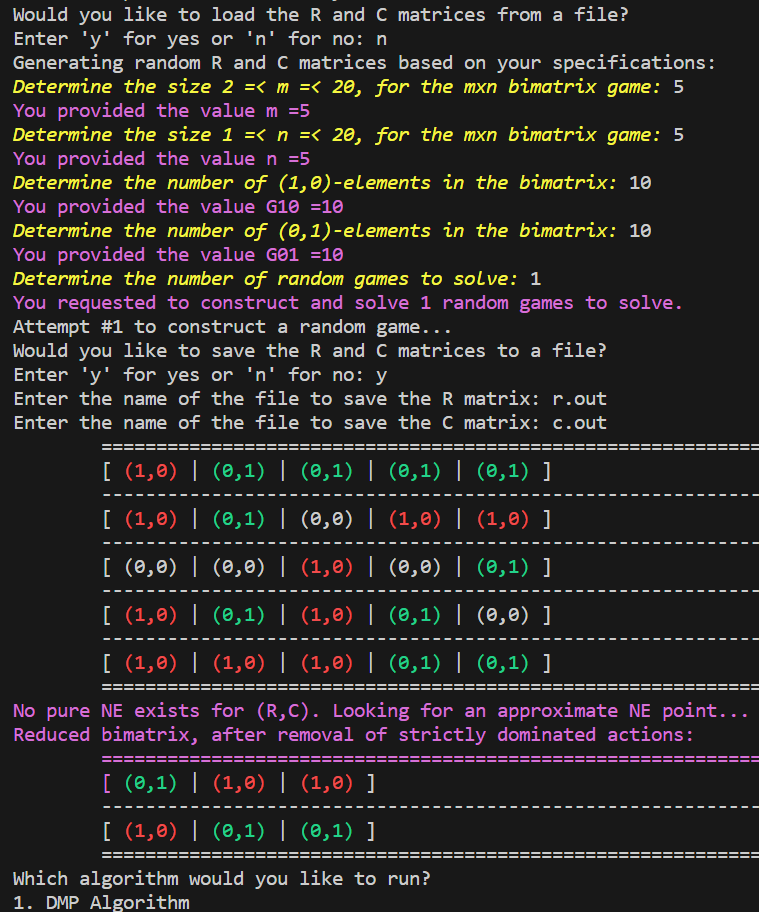 Would you like to load the R and C matrices from a file?
Enter 'y' for yes or 'n' for no: n
Generating random R and C matrices based on your specifications:
Determine the size 2 =< m =< 20, for the mxn bimatrix game: 5
You provided the value m =5
Determine the size 1 =< n =< 20, for the mxn bimatrix game: 5
You provided the value n =5
Determine the number of (1,0)-elements in the bimatrix: 10
You provided the value G10 =10
Determine the number of (0,1)-elements in the bimatrix: 10
You provided the value G01 =10
Determine the number of random games to solve: 1
You requested to construct and solve 1 random games to solve.
Attempt #1 to construct a random game...
Would you like to save the R and C matrices to a file?
Enter 'y' for yes or 'n' for no: y
Enter the name of the file to save the R matrix: r.out
Enter the name of the file to save the C matrix: c.out
============================================================
[ (1,0) | (0,1) | (0,1) | (0,1) | (0,1) ]
------------------------------------------------------------
[ (1,0) | (0,1) | (0,0) | (1,0) | (1,0) ]
------------------------------------------------------------
[ (0,0) | (0,0) | (1,0) | (0,0) | (0,1) ]
------------------------------------------------------------
[ (1,0) | (0,1) | (1,0) | (0,1) | (0,0) ]
------------------------------------------------------------
[ (1,0) | (1,0) | (1,0) | (0,1) | (0,1) ]
============================================================
No pure NE exists for (R,C). Looking for an approximate NE point...
Reduced bimatrix, after removal of strictly dominated actions:
============================================================
[ (0,1) | (1,0) | (1,0) ]
------------------------------------------------------------
[ (1,0) | (0,1) | (0,1) ]
============================================================
Which algorithm would you like to run?
1. DMP Algorithm